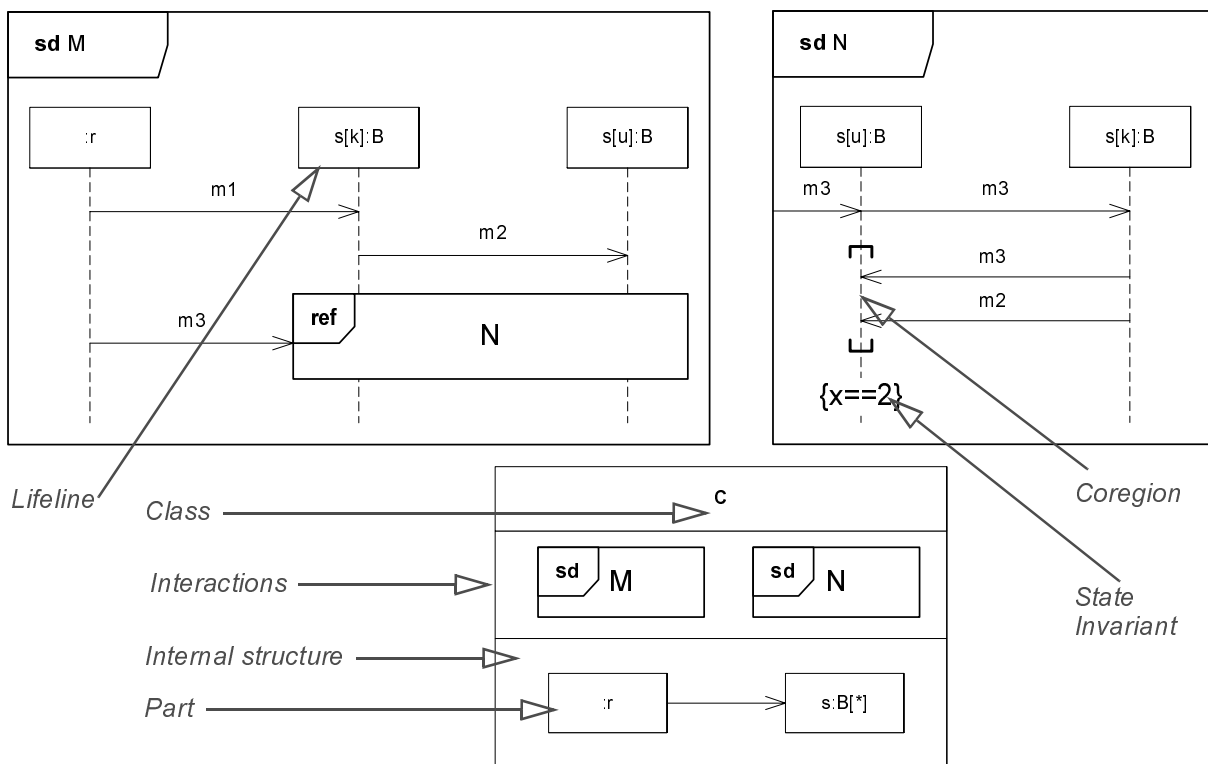 sd M
:r
s[k]:B
s[u]:B
m1
m2
m3
ref
N
sd N
s[u]:B
s[k]:B
m3
m3
m3
m2
{x==2}
Lifeline
Class
C
Coregion
Interactions
sd
M
sd
N
State
Invariant
Internal structure
Part
:r
s:B[*]